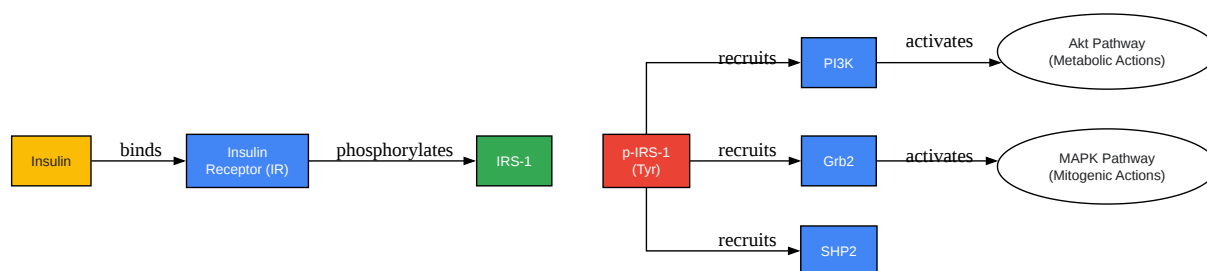 Insulin
binds
Insulin
Receptor (IR)
phosphorylates
IRS-1
p-IRS-1
(Tyr)
recruits
PI3K
activates
Akt Pathway
(Metabolic Actions)
recruits
Grb2
activates
MAPK Pathway
(Mitogenic Actions)
recruits
SHP2